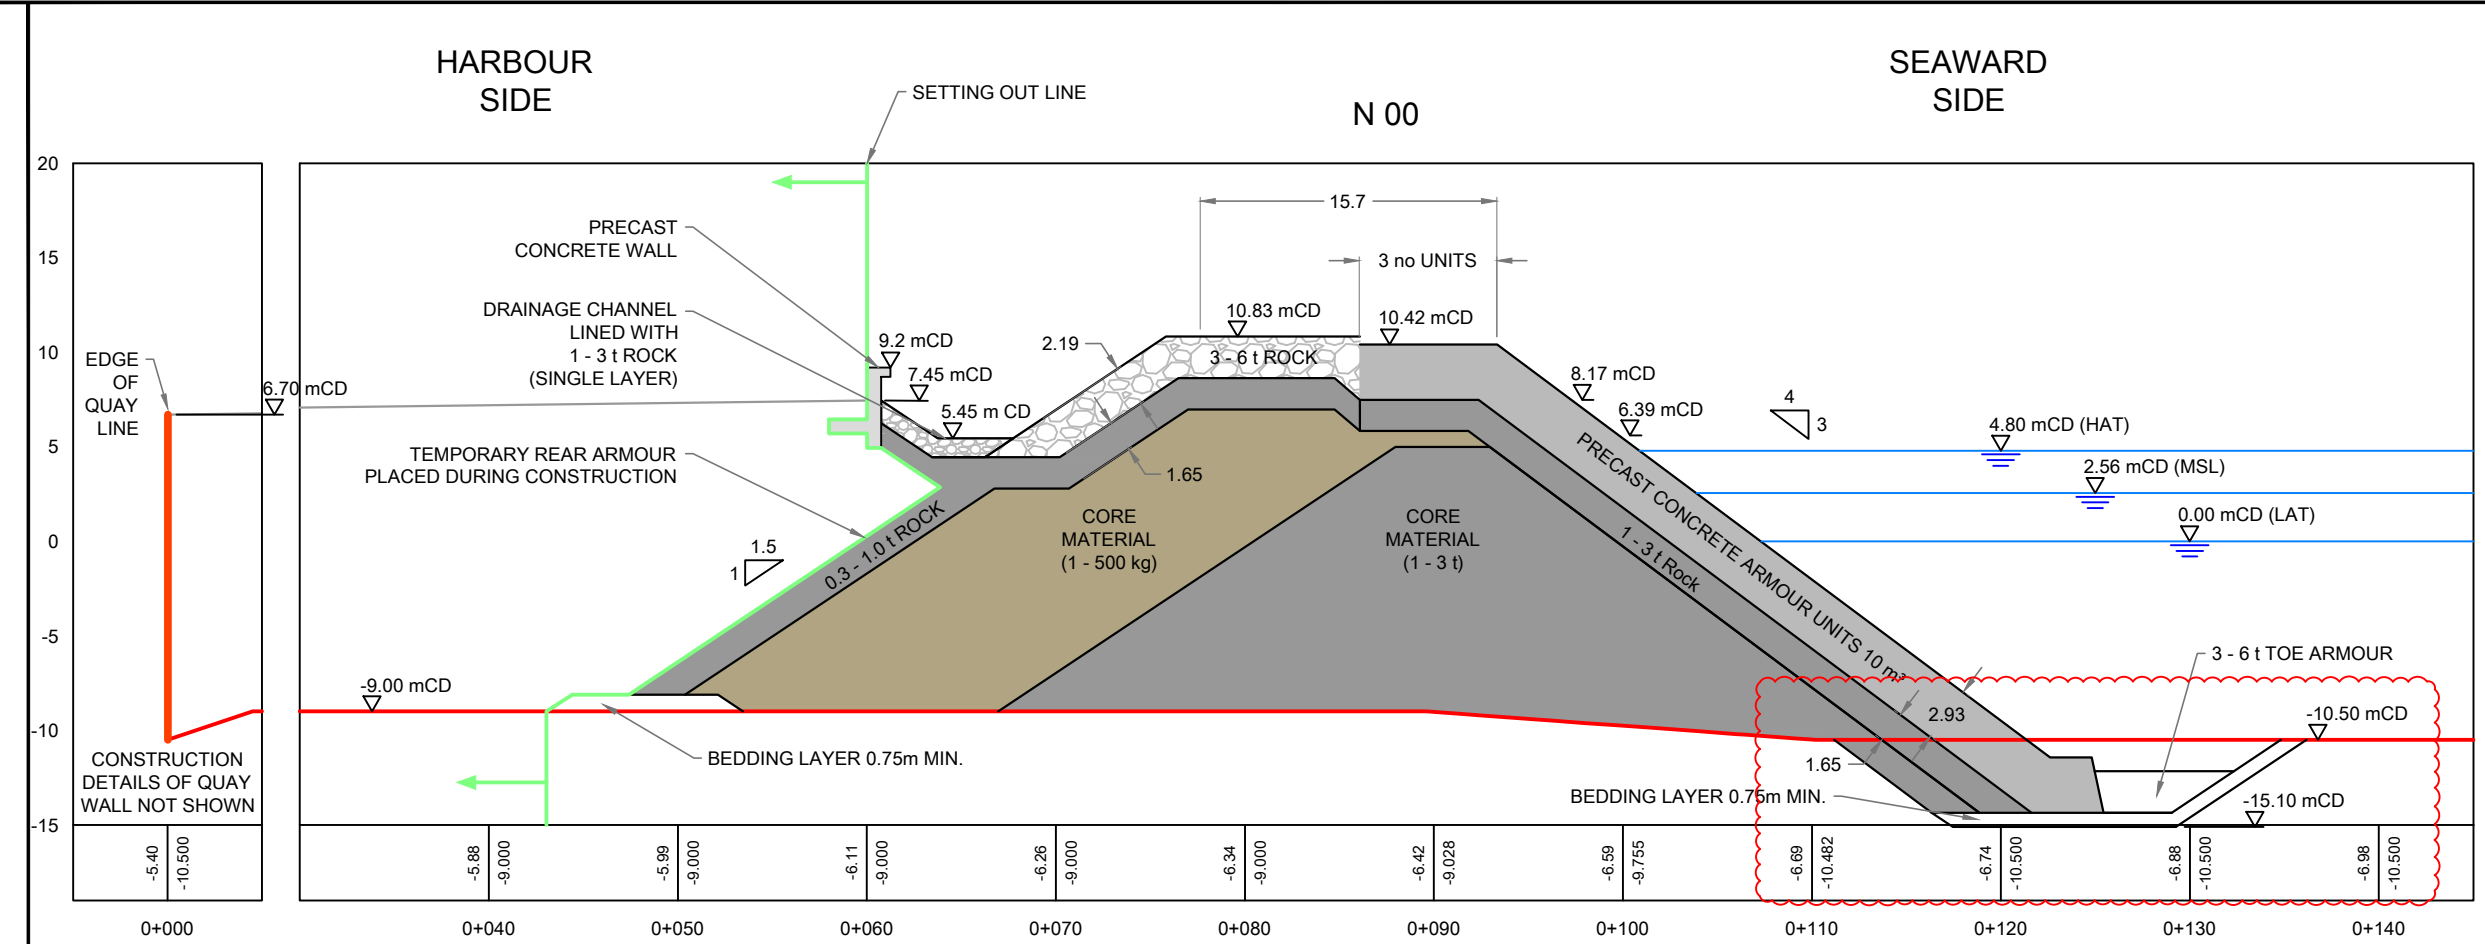 HARBOUR
SIDE
SEAWARD
SIDE
SETTING OUT LINE
N 00
20
15
10
5
0
-5
-10
-15
15.7
3 no UNITS
PRECAST
CONCRETE WALL
DRAINAGE CHANNEL
LINED WITH
1 - 3 t ROCK
(SINGLE LAYER)
EDGE
OF
QUAY
LINE
6.70 mCD
9.2 mCD
7.45 mCD
5.45 m CD
2.19
10.83 mCD
10.42 mCD
3 - 6 t ROCK
8.17 mCD
6.39 mCD
4
3
4.80 mCD (HAT)
2.56 mCD (MSL)
0.00 mCD (LAT)
TEMPORARY REAR ARMOUR
PLACED DURING CONSTRUCTION
1.65
1.5
1
0.3 - 1.0 t ROCK
CORE
MATERIAL
(1 - 500 kg)
CORE
MATERIAL
(1 - 3 t)
1 - 3 t Rock
PRECAST CONCRETE ARMOUR UNITS 10 m³
3 - 6 t TOE ARMOUR
-9.00 mCD
2.93
-10.50 mCD
1.65
BEDDING LAYER 0.75m MIN.
BEDDING LAYER 0.75m MIN.
-15.10 mCD
CONSTRUCTION
DETAILS OF QUAY
WALL NOT SHOWN
-5.40
-10.500
-5.88
-9.000
-5.99
-9.000
-6.11
-9.000
-6.26
-9.000
-6.34
-9.000
-6.42
-9.028
-6.59
-9.755
-6.69
-10.482
-6.74
-10.500
-6.88
-10.500
-6.98
-10.500
0+000
0+040
0+050
0+060
0+070
0+080
0+090
0+100
0+110
0+120
0+130
0+140